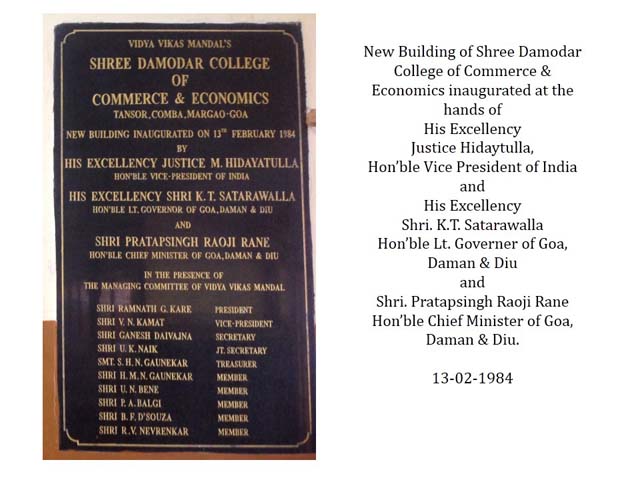 VIDYA VIKAS MANDAL'S
SHREE DAMODAR COLLEGE
OF
COMMERCE & ECONOMICS
TANSOR, COMBA, MARGAO-GOA
NEW BUILDING INAUGURATED ON 13TH FEBRUARY 1984
BY
HIS EXCELLENCY JUSTICE M. HIDAYATULLA
HON'BLE VICE-PRESIDENT OF INDIA
HIS EXCELLENCY SHRI K.T. SATARAWALLA
HON'BLE LT. GOVERNOR OF GOA, DAMAN & DIU
AND
SHRI PRATAPSINGH RAOJI RANE
HON'BLE CHIEF MINISTER OF GOA, DAMAN & DIU
IN THE PRESENCE OF
THE MANAGING COMMITTEE OF VIDYA VIKAS MANDAL
SHRI RAMNATH G. KARE PRESIDENT
SHRI V. N. KAMAT VICE-PRESIDENT
SHRI GANESH DAIVAJNA SECRETARY
SHRI U. K. NAIK JT. SECRETARY
SMT. S. H. N. GAUNEKAR TREASURER
SHRI H. M. N. GAUNEKAR MEMBER
SHRI U. N. BENE MEMBER
SHRI P. A. BALGI MEMBER
SHRI B. F. D'SOUZA MEMBER
SHRI R. V. NEVRENKAR MEMBER
New Building of Shree Damodar
College of Commerce &
Economics inaugurated at the
hands of
His Excellency
Justice Hidaytulla,
Hon'ble Vice President of India
and
His Excellency
Shri. K.T. Satarawalla
Hon'ble Lt. Governer of Goa,
Daman & Diu
and
Shri. Pratapsingh Raoji Rane
Hon'ble Chief Minister of Goa,
Daman & Diu.
13-02-1984